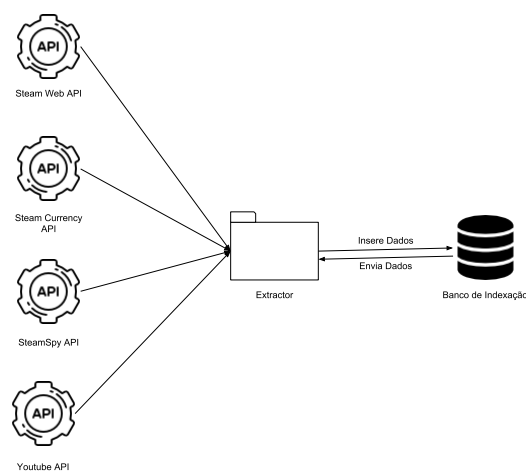 API
Steam Web API
API
Steam Currency
API
API
SteamSpy API
API
Youtube API
Extractor
Insere Dados
Envia Dados
Banco de Indexação